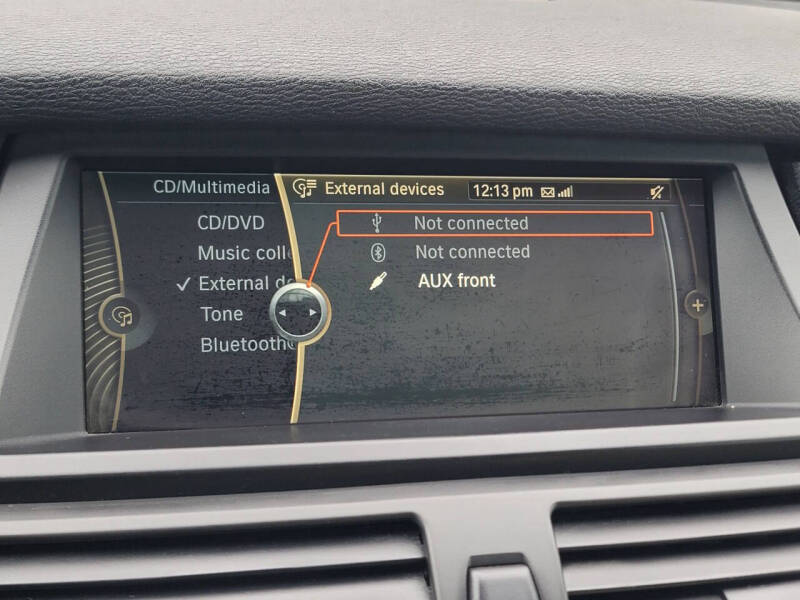 CD/Multimedia
CD/DVD
Music colle
External de
Tone
Bluetooth
External devices 12:13 pm
Not connected
Not connected
AUX front
+